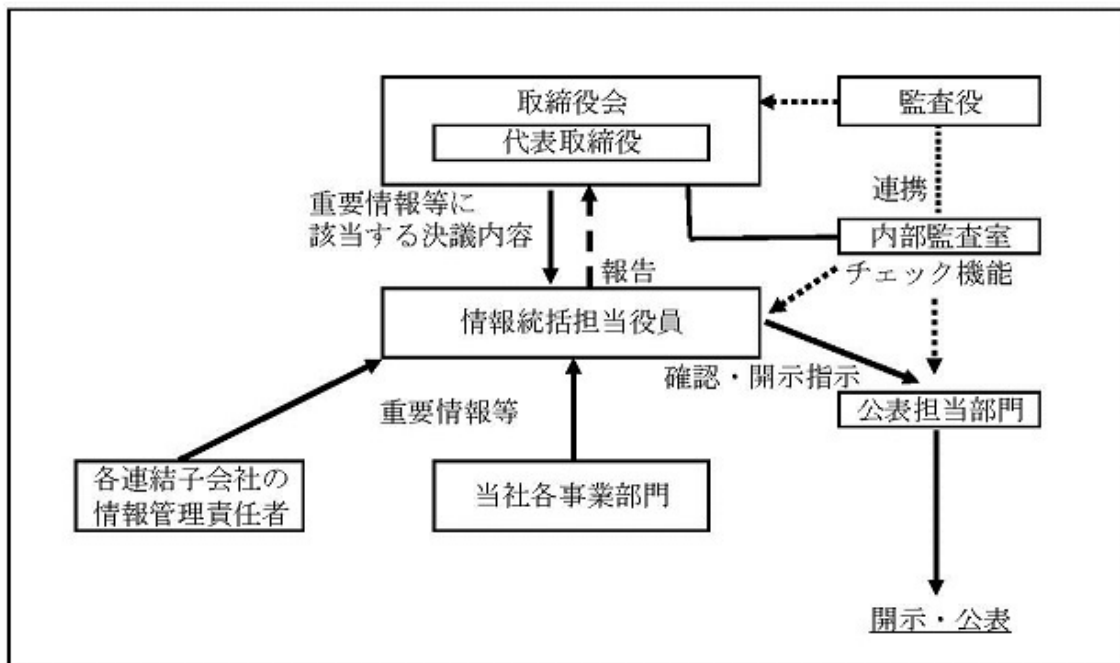 取締役会
監査役
代表取締役
重要情報等に
該当する決議内容
連携
内部監査室
報告
チェック機能
情報統括担当役員
確認・開示指示
重要情報等
公表担当部門
各連結子会社の
情報管理責任者
当社各事業部門
開示・公表